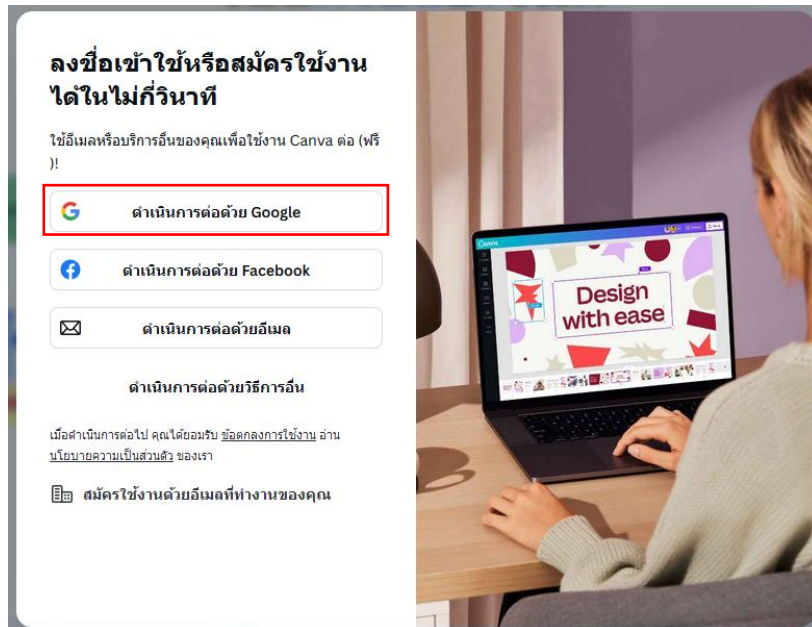 ลงชื่อเข้าใช้หรือสมัครใช้งาน
ได้ในไม่กี่วินาที
ใช้อีเมลหรือบริการอื่นของคุณเพื่อใช้งาน Canva ต่อ (ฟรี
)!
ดำเนินการต่อด้วย Google
ดำเนินการต่อด้วย Facebook
ดำเนินการต่อด้วยอีเมล
ดำเนินการต่อด้วยวิธีการอื่น
เมื่อดำเนินการต่อไป คุณได้ยอมรับ ข้อตกลงการใช้งาน อ่าน
นโยบายความเป็นส่วนตัว ของเรา
สมัครใช้งานด้วยอีเมลที่ทำงานของคุณ
Canva
Design
with ease